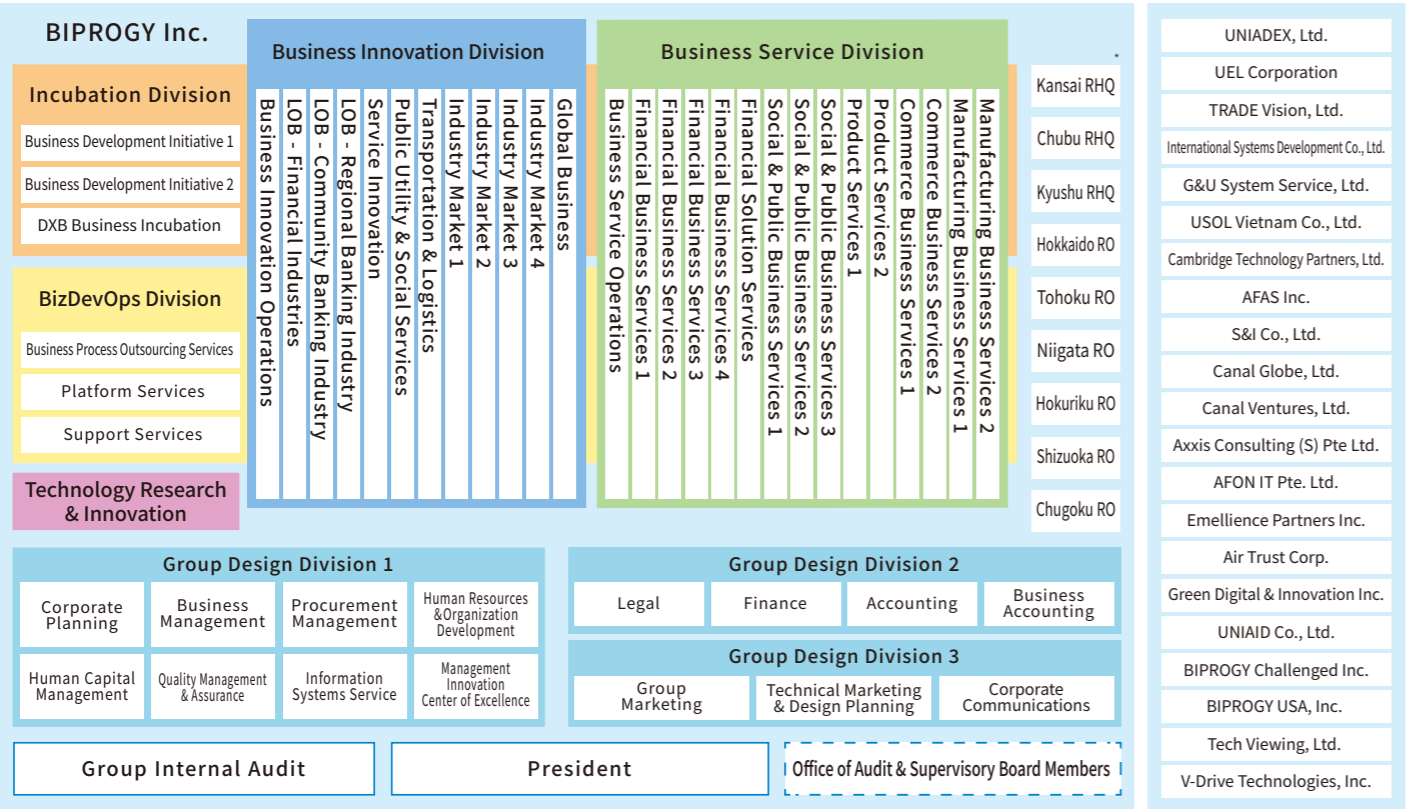 BIPROGY Inc.
Incubation Division
Business Development Initiative 1
Business Development Initiative 2
DXB Business Incubation
BizDevOps Division
Business Process Outsourcing Services
Platform Services
Support Services
Technology Research
& Innovation
Business Innovation Division
Business Innovation Operations
LOB - Financial Industries
LOB - Community Banking Industry
LOB - Regional Banking Industry
Service Innovation
Public Utility & Social Services
Transportation & Logistics
Industry Market 1
Industry Market 2
Industry Market 3
Industry Market 4
Global Business
Business Service Division
Business Service Operations
Financial Business Services 1
Financial Business Services 2
Financial Business Services 3
Financial Business Services 4
Financial Solution Services
Social & Public Business Services 1
Social & Public Business Services 2
Social & Public Business Services 3
Product Services 1
Product Services 2
Commerce Business Services 1
Commerce Business Services 2
Manufacturing Business Services 1
Manufacturing Business Services 2
Kansai RHQ
Chubu RHQ
Kyushu RHQ
Hokkaido RO
Tohoku RO
Niigata RO
Hokuriku RO
Shizuoka RO
Chugoku RO
Group Design Division 1
Corporate
Planning
Business
Management
Procurement
Management
Human Resources
&Organization
Development
Human Capital
Management
Quality Management
& Assurance
Information
Systems Service
Management
Innovation
Center of Excellence
Group Design Division 2
Legal
Finance
Accounting
Business
Accounting
Group Design Division 3
Group
Marketing
Technical Marketing
& Design Planning
Corporate
Communications
Group Internal Audit
President
Office of Audit & Supervisory Board Members
UNIADEX, Ltd.
UEL Corporation
TRADE Vision, Ltd.
International Systems Development Co., Ltd.
G&U System Service, Ltd.
USOL Vietnam Co., Ltd.
Cambridge Technology Partners, Ltd.
AFAS Inc.
S&I Co., Ltd.
Canal Globe, Ltd.
Canal Ventures, Ltd.
Axxis Consulting (S) Pte Ltd.
AFON IT Pte. Ltd.
Emellience Partners Inc.
Air Trust Corp.
Green Digital & Innovation Inc.
UNIAID Co., Ltd.
BIPROGY Challenged Inc.
BIPROGY USA, Inc.
Tech Viewing, Ltd.
V-Drive Technologies, Inc.